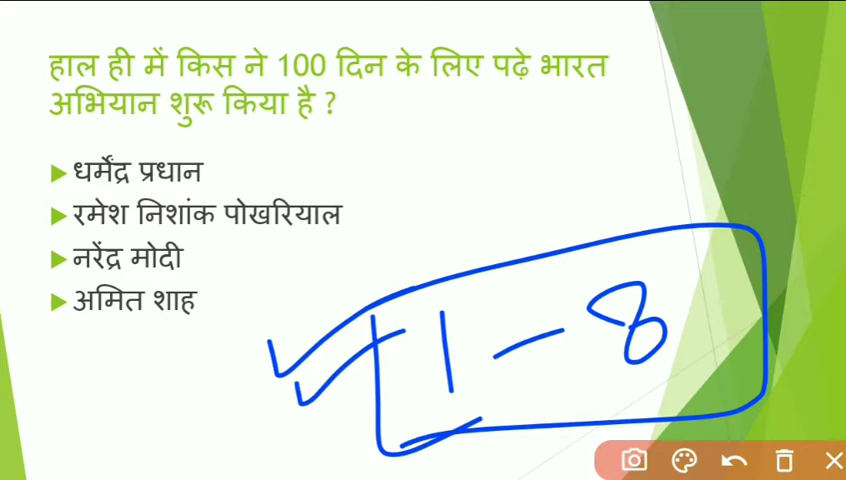 हाल ही में किस ने 100 दिन के लिए पढ़े भारत
अभियान शुरू किया है ?
धर्मेंद्र प्रधान
रमेश निशांक पोखरियाल
नरेंद्र मोदी
अमित शाह
1-8